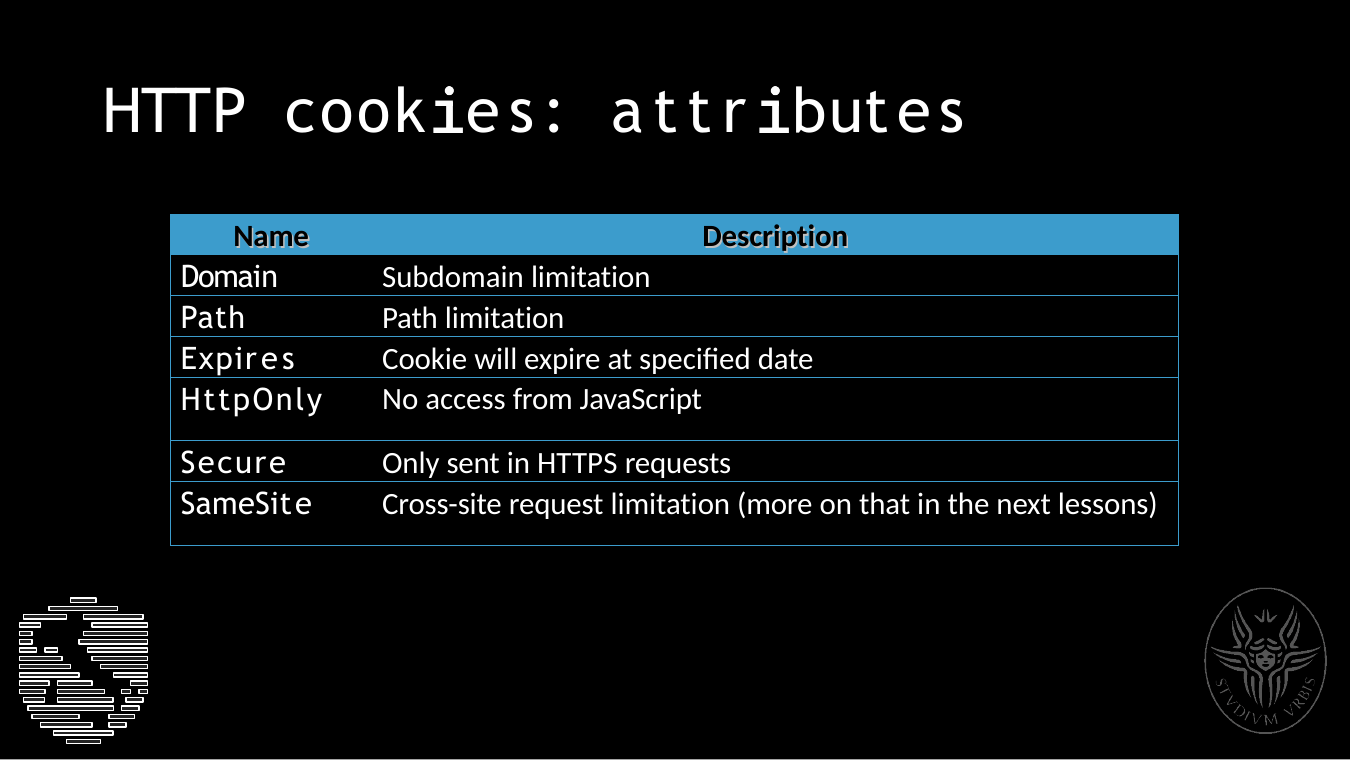 HTTP cookies: attributes
Name Description
Domain Subdomain limitation
Path Path limitation
Expires Cookie will expire at specified date
HttpOnly No access from JavaScript
Secure Only sent in HTTPS requests
SameSite Cross-site request limitation (more on that in the next lessons)
STVDIVM VRBIS